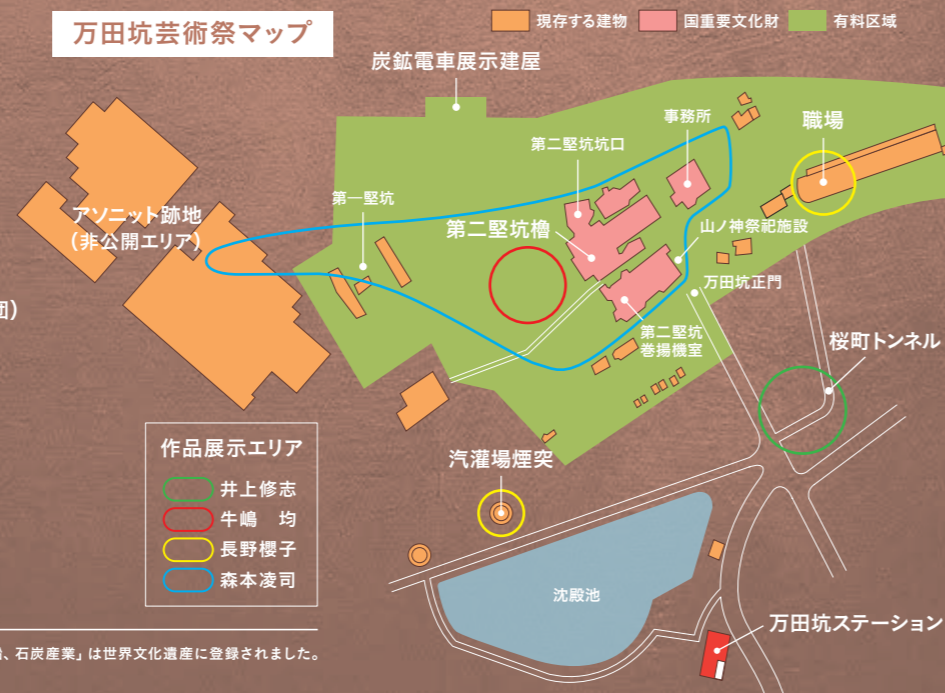 万田坑芸術祭マップ
現存する建物
国重要文化財
有料区域
炭鉱電車展示建屋
事務所
職場
第二竪坑坑口
第一竪坑
アソニット跡地
(非公開エリア)
第二竪坑櫓
山ノ神祭祀施設
万田坑正門
団)
第二竪坑
巻揚機室
桜町トンネル
作品展示エリア
井上修志
牛嶋 均
長野櫻子
森本凌司
汽灌場煙突
沈殿池
万田坑ステーション
、石炭産業」は世界文化遺産に登録されました。